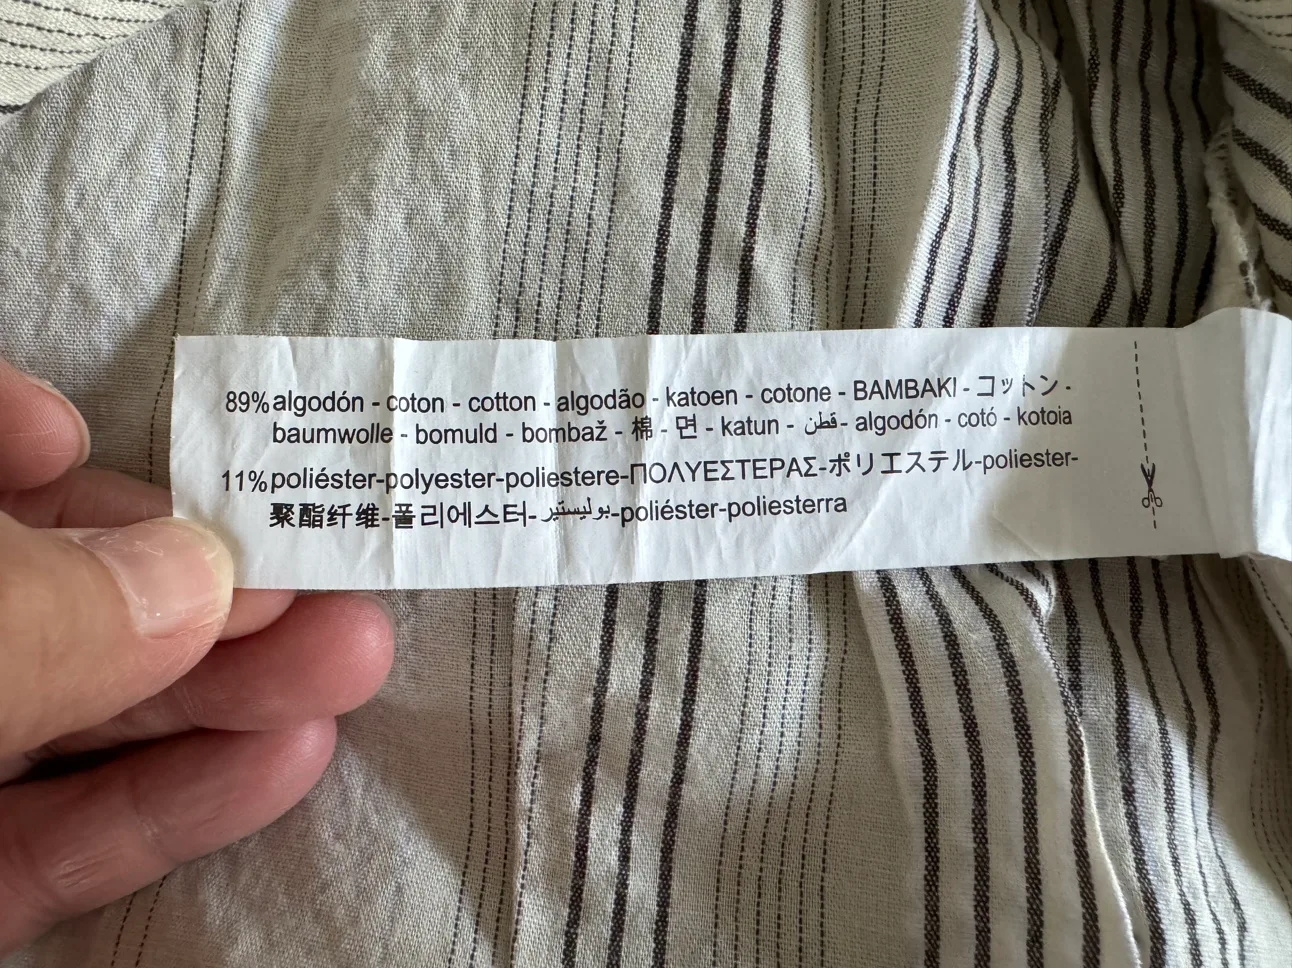 89% algodón - coton - cotton - algodão - katoen - cotone - BAMBAKI - コットン -
baumwolle - bomuld - bombaž - 棉 - 면 - katun - قطن - algodón - cotó - kotoia
11% poliéster-polyester-poliestere-ΠΟΛΥΕΣΤΕΡΑΣ-ポリエステル-poliester-
聚酯纤维-폴리에스터-بوليستير-poliéster-poliesterra